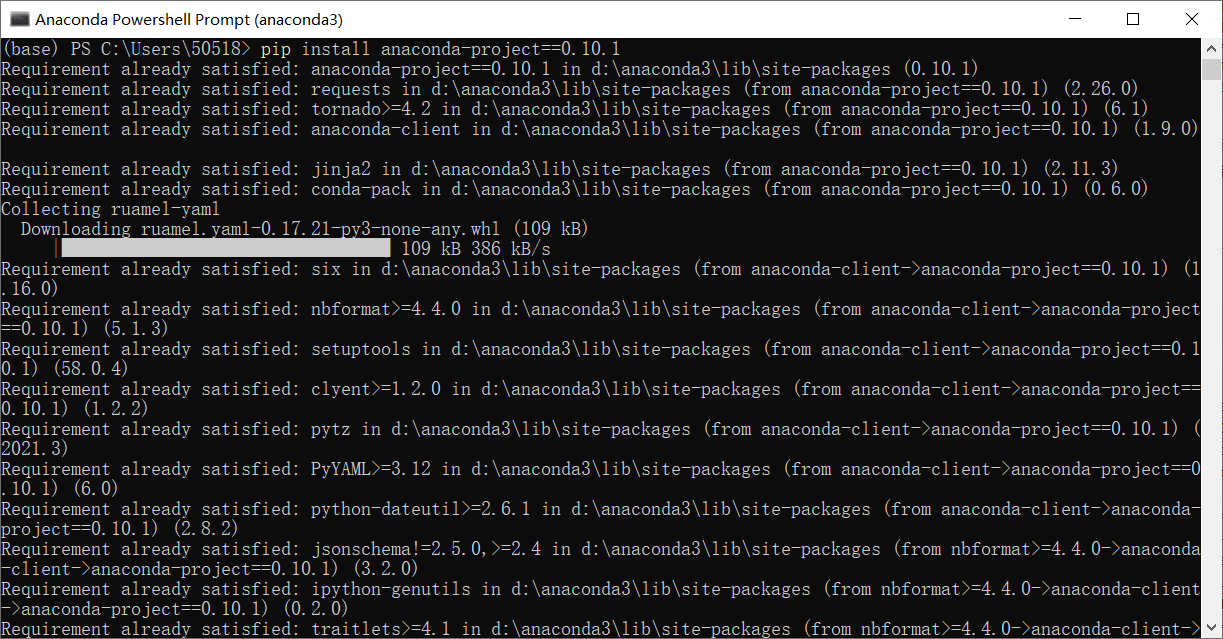 Anaconda Powershell Prompt (anaconda3)
(base) PS C:\Users\50518> pip install anaconda-project==0.10.1
Requirement already satisfied: anaconda-project==0.10.1 in d:\anaconda3\lib\site-packages (0.10.1)
Requirement already satisfied: requests in d:\anaconda3\lib\site-packages (from anaconda-project==0.10.1) (2.26.0)
Requirement already satisfied: tornado>=4.2 in d:\anaconda3\lib\site-packages (from anaconda-project==0.10.1) (6.1)
Requirement already satisfied: anaconda-client in d:\anaconda3\lib\site-packages (from anaconda-project==0.10.1) (1.9.0)
Requirement already satisfied: jinja2 in d:\anaconda3\lib\site-packages (from anaconda-project==0.10.1) (2.11.3)
Requirement already satisfied: conda-pack in d:\anaconda3\lib\site-packages (from anaconda-project==0.10.1) (0.6.0)
Collecting ruamel-yaml
Downloading ruamel.yaml-0.17.21-py3-none-any.whl (109 kB)
109 kB 386 kB/s
Requirement already satisfied: six in d:\anaconda3\lib\site-packages (from anaconda-client->anaconda-project==0.10.1) (1
.16.0)
Requirement already satisfied: nbformat>=4.4.0 in d:\anaconda3\lib\site-packages (from anaconda-client->anaconda-project
==0.10.1) (5.1.3)
Requirement already satisfied: setuptools in d:\anaconda3\lib\site-packages (from anaconda-client->anaconda-project==0.1
0.1) (58.0.4)
Requirement already satisfied: clyent>=1.2.0 in d:\anaconda3\lib\site-packages (from anaconda-client->anaconda-project==
0.10.1) (1.2.2)
Requirement already satisfied: pytz in d:\anaconda3\lib\site-packages (from anaconda-client->anaconda-project==0.10.1) (
2021.3)
Requirement already satisfied: PyYAML>=3.12 in d:\anaconda3\lib\site-packages (from anaconda-client->anaconda-project==0
.10.1) (6.0)
Requirement already satisfied: python-dateutil>=2.6.1 in d:\anaconda3\lib\site-packages (from anaconda-client->anaconda-
project==0.10.1) (2.8.2)
Requirement already satisfied: jsonschema!=2.5.0,>=2.4 in d:\anaconda3\lib\site-packages (from nbformat>=4.4.0->anaconda
-client->anaconda-project==0.10.1) (3.2.0)
Requirement already satisfied: ipython-genutils in d:\anaconda3\lib\site-packages (from nbformat>=4.4.0->anaconda-client
->anaconda-project==0.10.1) (0.2.0)
Requirement already satisfied: traitlets>=4.1 in d:\anaconda3\lib\site-packages (from nbformat>=4.4.0->anaconda-client->